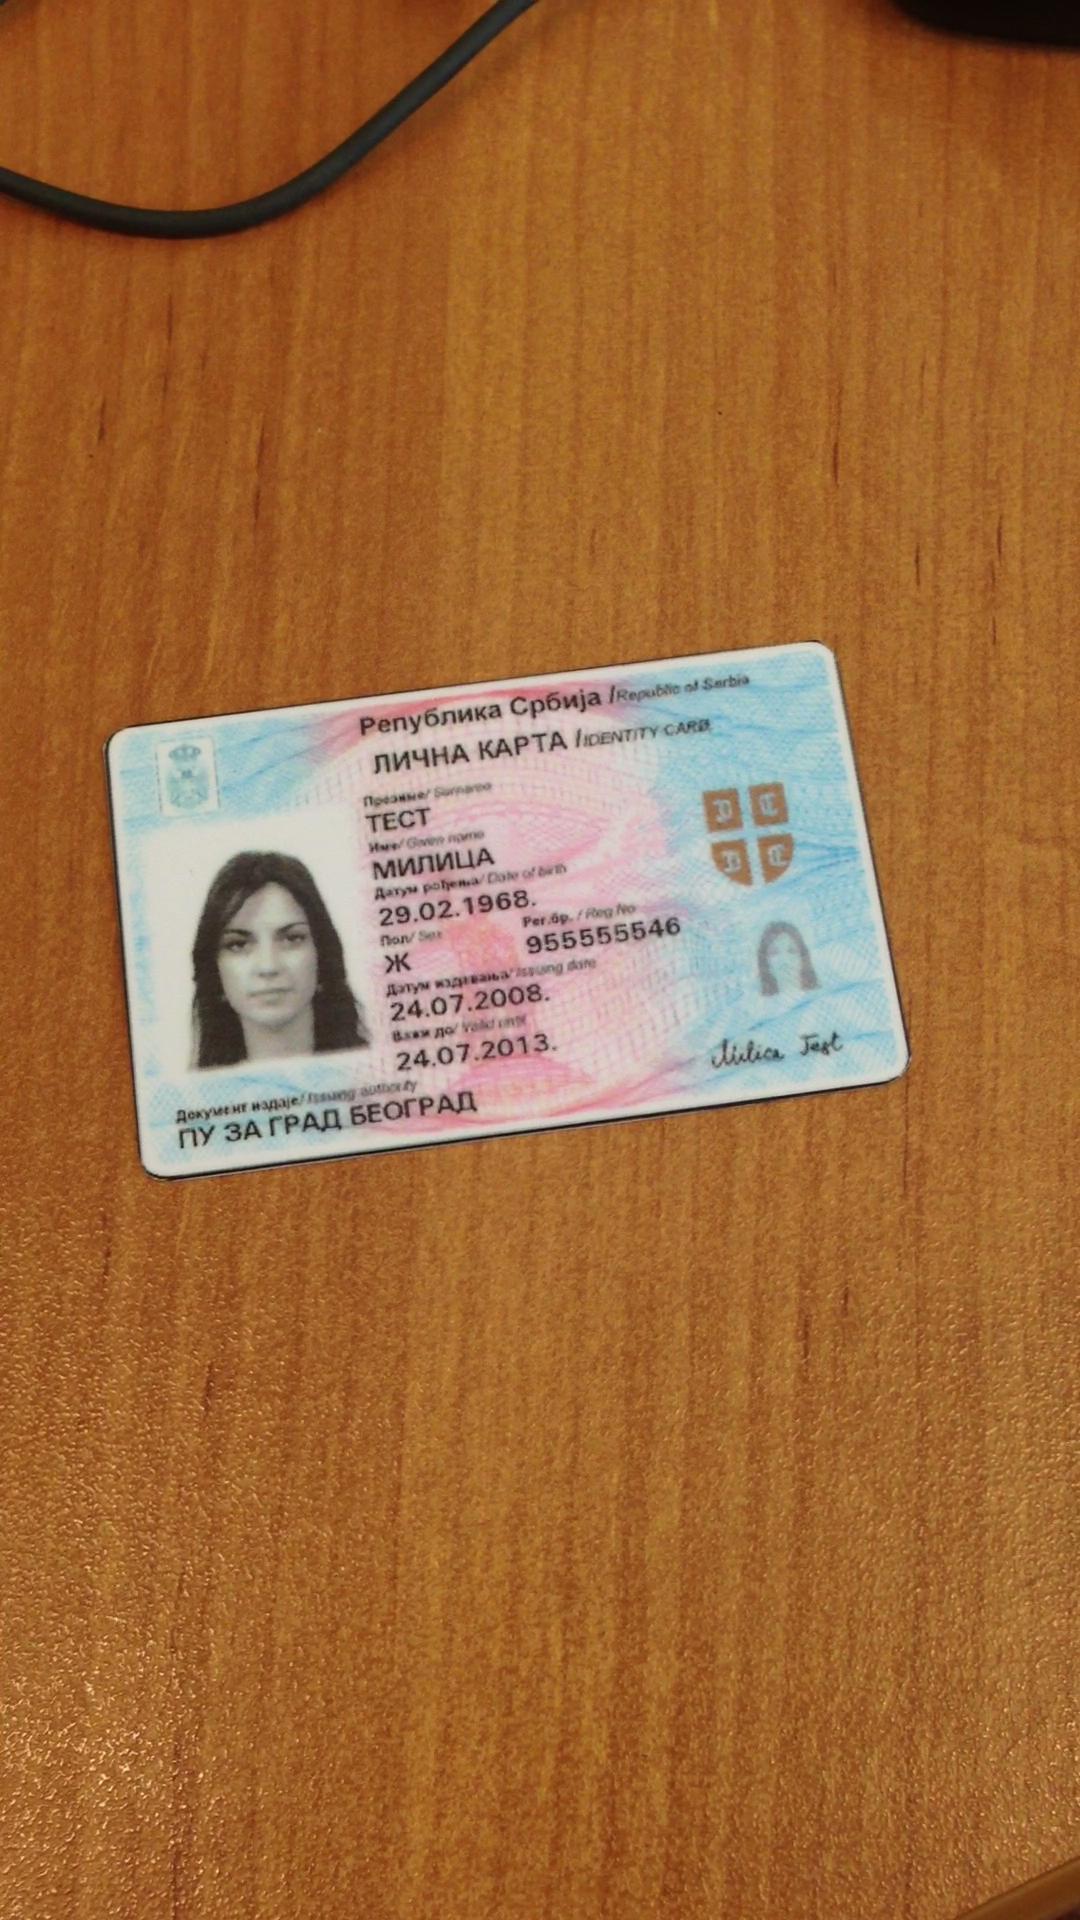 Република Србија /Republic of Serbia
ЛИЧНА КАРТА /IDENTITY CARD
Презиме/ Surname
ТЕСТ
Име/ Given name
МИЛИЦА
Датум рођења/ Date of birth
29.02.1968.
Пол/ Sex Рег.бр. / Reg No
Ж 955555546
Датум издавања/ Issuing date
24.07.2008.
Важи до/ Valid until
24.07.2013.
Milica Test
Документ издаје/ Issuing authority
ПУ ЗА ГРАД БЕОГРАД